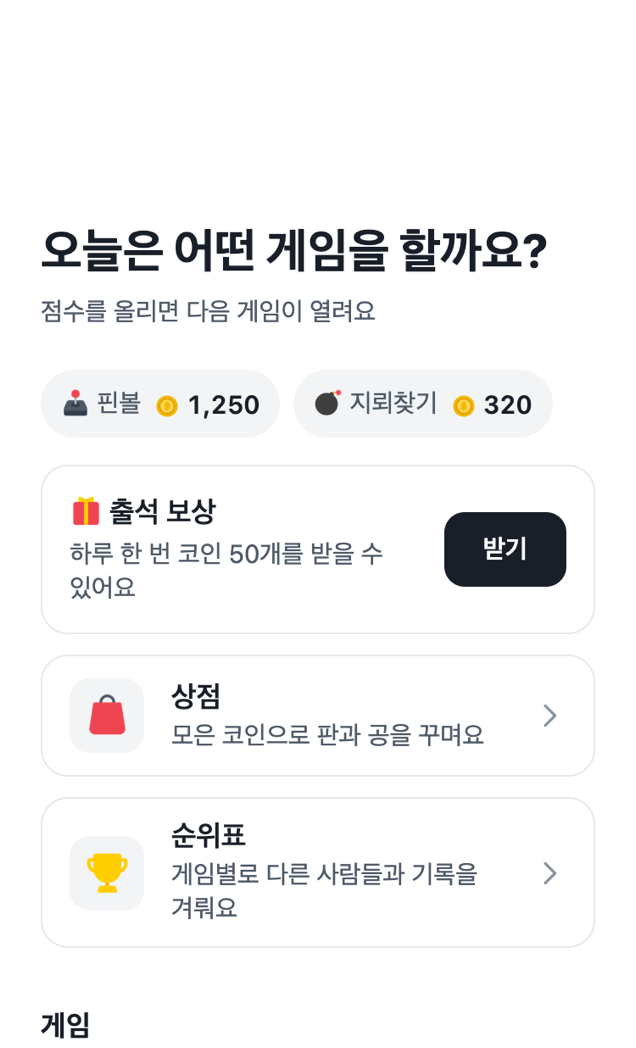 오늘은 어떤 게임을 할까요?
점수를 올리면 다음 게임이 열려요
핀볼 1,250 지뢰찾기 320
출석 보상
하루 한 번 코인 50개를 받을 수
있어요
받기
상점
모은 코인으로 판과 공을 꾸며요
순위표
게임별로 다른 사람들과 기록을
겨뤄요
게임